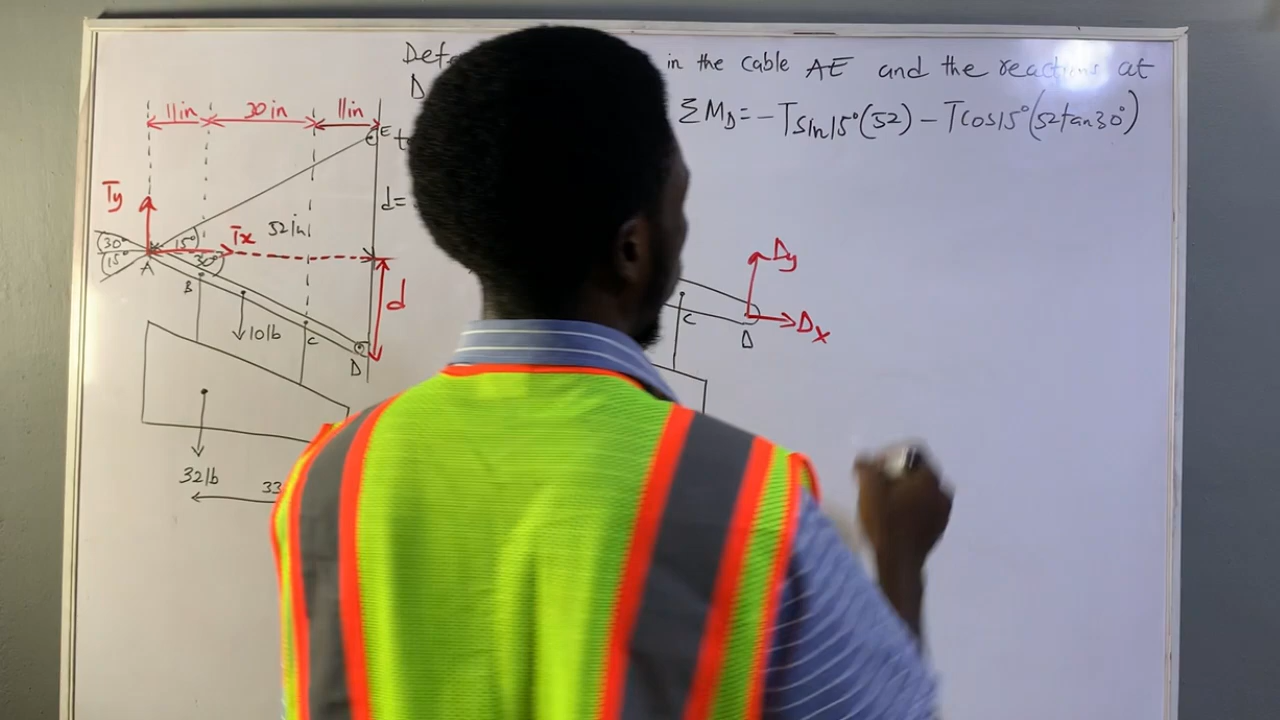 in the cable AE and the reactions at
ΣM_D = - Tsin15°(52) - Tcos15°(52tan30°)
11in 30in 11in
E
d=
Ty
52in
30° 15° Tx
15° 30°
A
B
d
10lb
C
D
32lb
33
Dy
C
Dx
D